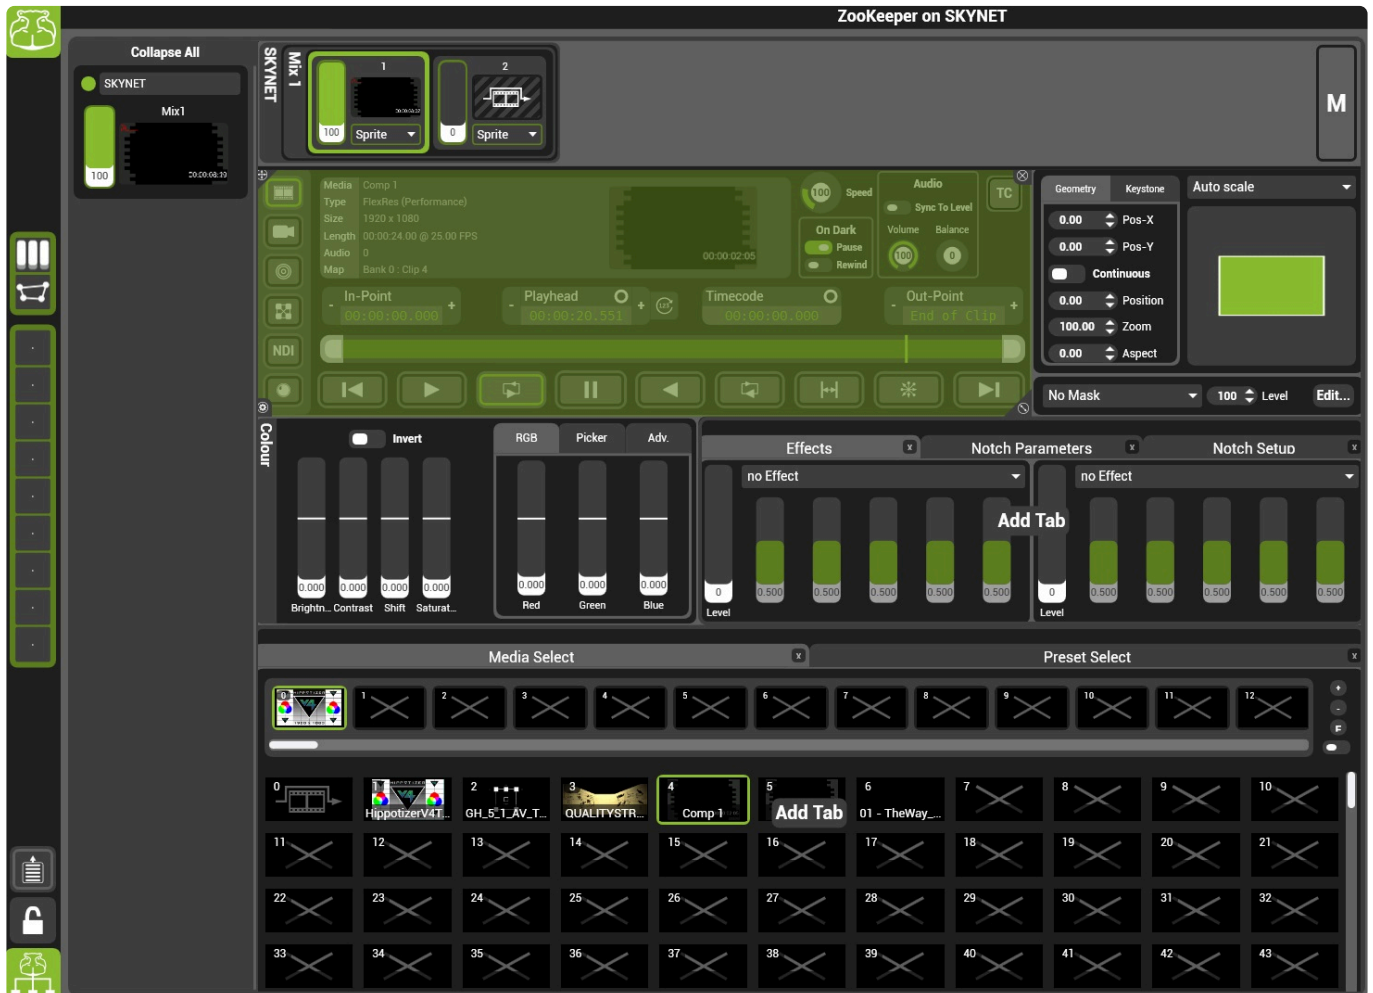 ZooKeeper on SKYNET
Collapse All
SKYNET
Mix1
100
00:00:08:19
SKYNET
Mix 1
1
100
Sprite
2
0
Sprite
M
Media Comp 1
Type FlexRes (Performance)
Size 1920 x 1080
Length 00:00:24.00 @ 25.00 FPS
Audio 0
Map Bank 0 : Clip 4
00:00:02:05
100 Speed
On Dark
Pause
Rewind
Audio
Sync To Level
Volume Balance
100 0
TC
In-Point
- 00:00:00.000 +
Playhead
- 00:00:20.551 +
Timecode
00:00:00.000
Out-Point
- End of Clip +
NDI
Geometry Keystone
0.00 Pos-X
0.00 Pos-Y
Continuous
0.00 Position
100.00 Zoom
0.00 Aspect
Auto scale
No Mask 100 Level Edit...
Colour
Invert
0.000 0.000 0.000 0.000
Brightn... Contrast Shift Saturat...
RGB Picker Adv.
0.000 0.000 0.000
Red Green Blue
Effects x Notch Parameters x Notch Setup x
no Effect
0 0.500 0.500 0.500 0.500 0.500
Level
Add Tab
no Effect
0 0.500 0.500 0.500 0.500 0.500
Level
Media Select x Preset Select x
0 1 2 3 4 5 6 7 8 9 10 11 12
+
-
F
0 1 2 3 4 5 6 7 8 9 10
HippotizerV4T... GH_5_1_AV_T... QUALITYSTR... Comp 1 Add Tab 01 - TheWay_...
11 12 13 14 15 16 17 18 19 20 21
22 23 24 25 26 27 28 29 30 31 32
33 34 35 36 37 38 39 40 41 42 43